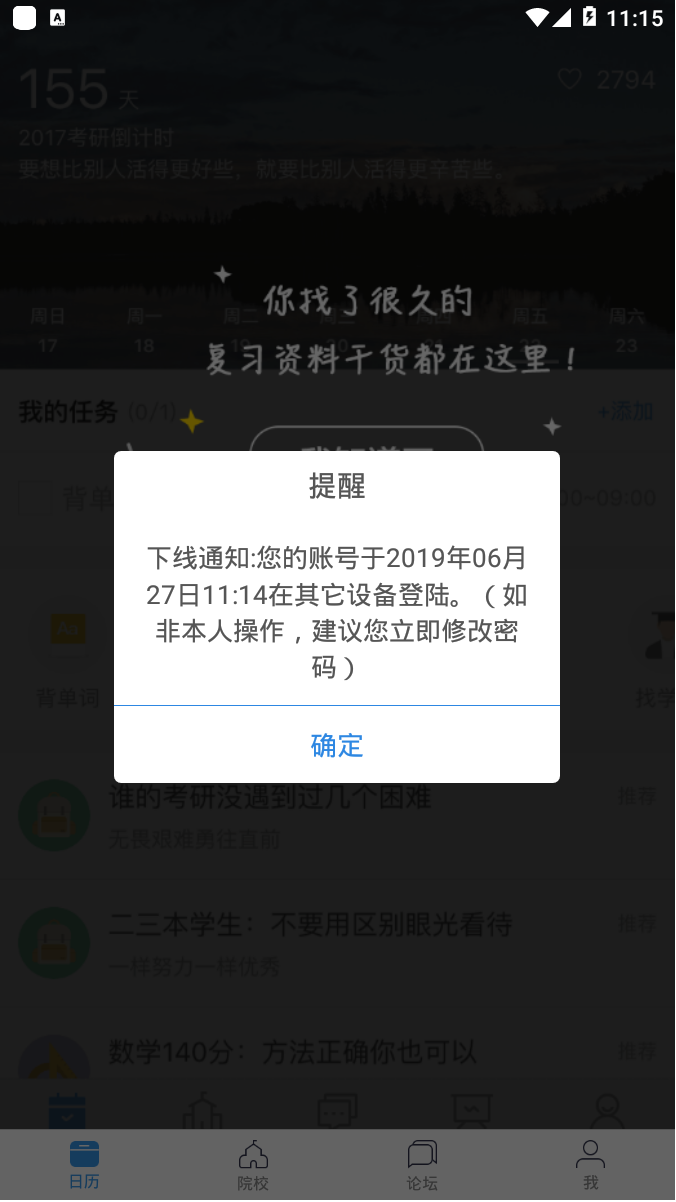 11:15
155 天
2794
2017考研倒计时
要想比别人活得更好些，就要比别人活得更辛苦些。
你找了很久的
周日 周一 周二 周三 周四 周五 周六
17 18 19 20 21 22 23
复习资料干货都在这里！
我的任务 (0/1)
+添加
我知道了
背单
00-09:00
提醒
下线通知:您的账号于2019年06月
27日11:14在其它设备登陆。（如
非本人操作，建议您立即修改密
码）
确定
背单词
找学
谁的考研没遇到过几个困难
推荐
无畏艰难勇往直前
二三本学生：不要用区别眼光看待
推荐
一样努力一样优秀
数学140分：方法正确你也可以
推荐
日历 院校 论坛 我